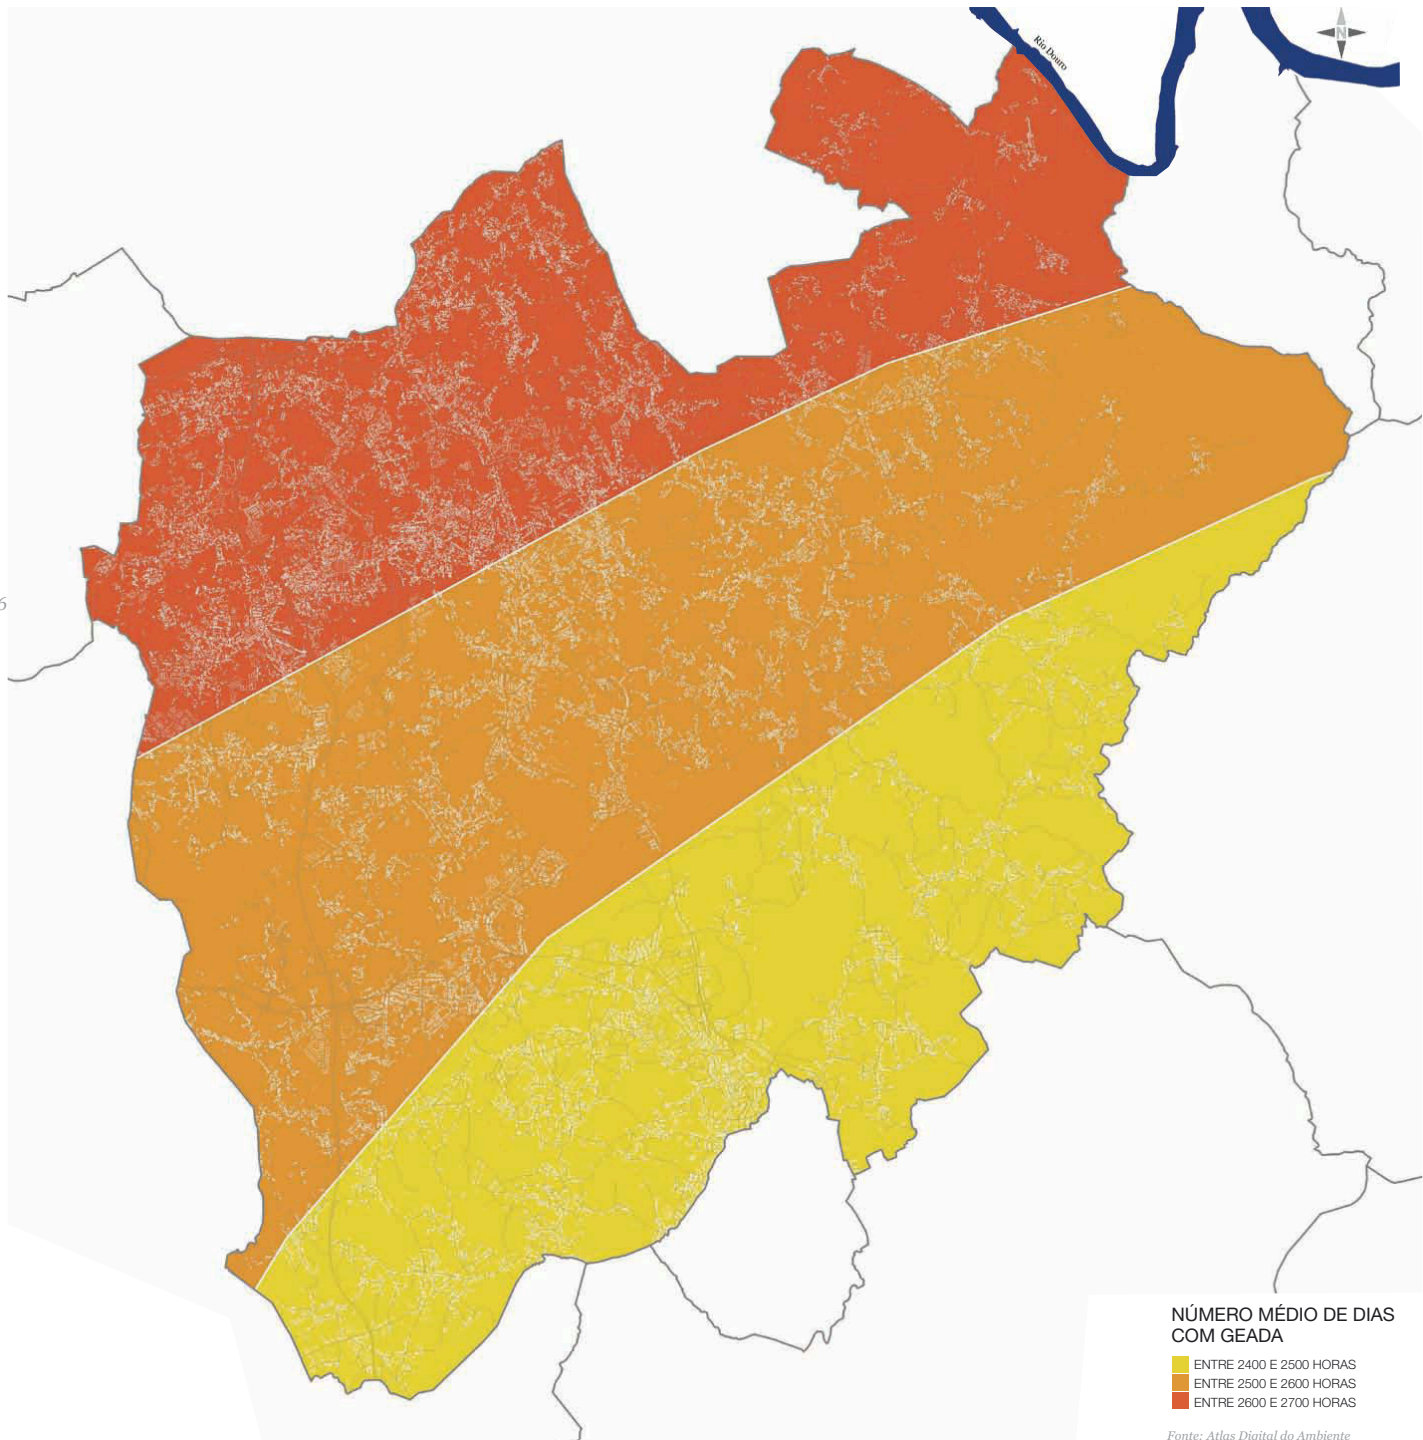 N
Rio Douro
6
NÚMERO MÉDIO DE DIAS
COM GEADA
ENTRE 2400 E 2500 HORAS
ENTRE 2500 E 2600 HORAS
ENTRE 2600 E 2700 HORAS
Fonte: Atlas Digital do Ambiente